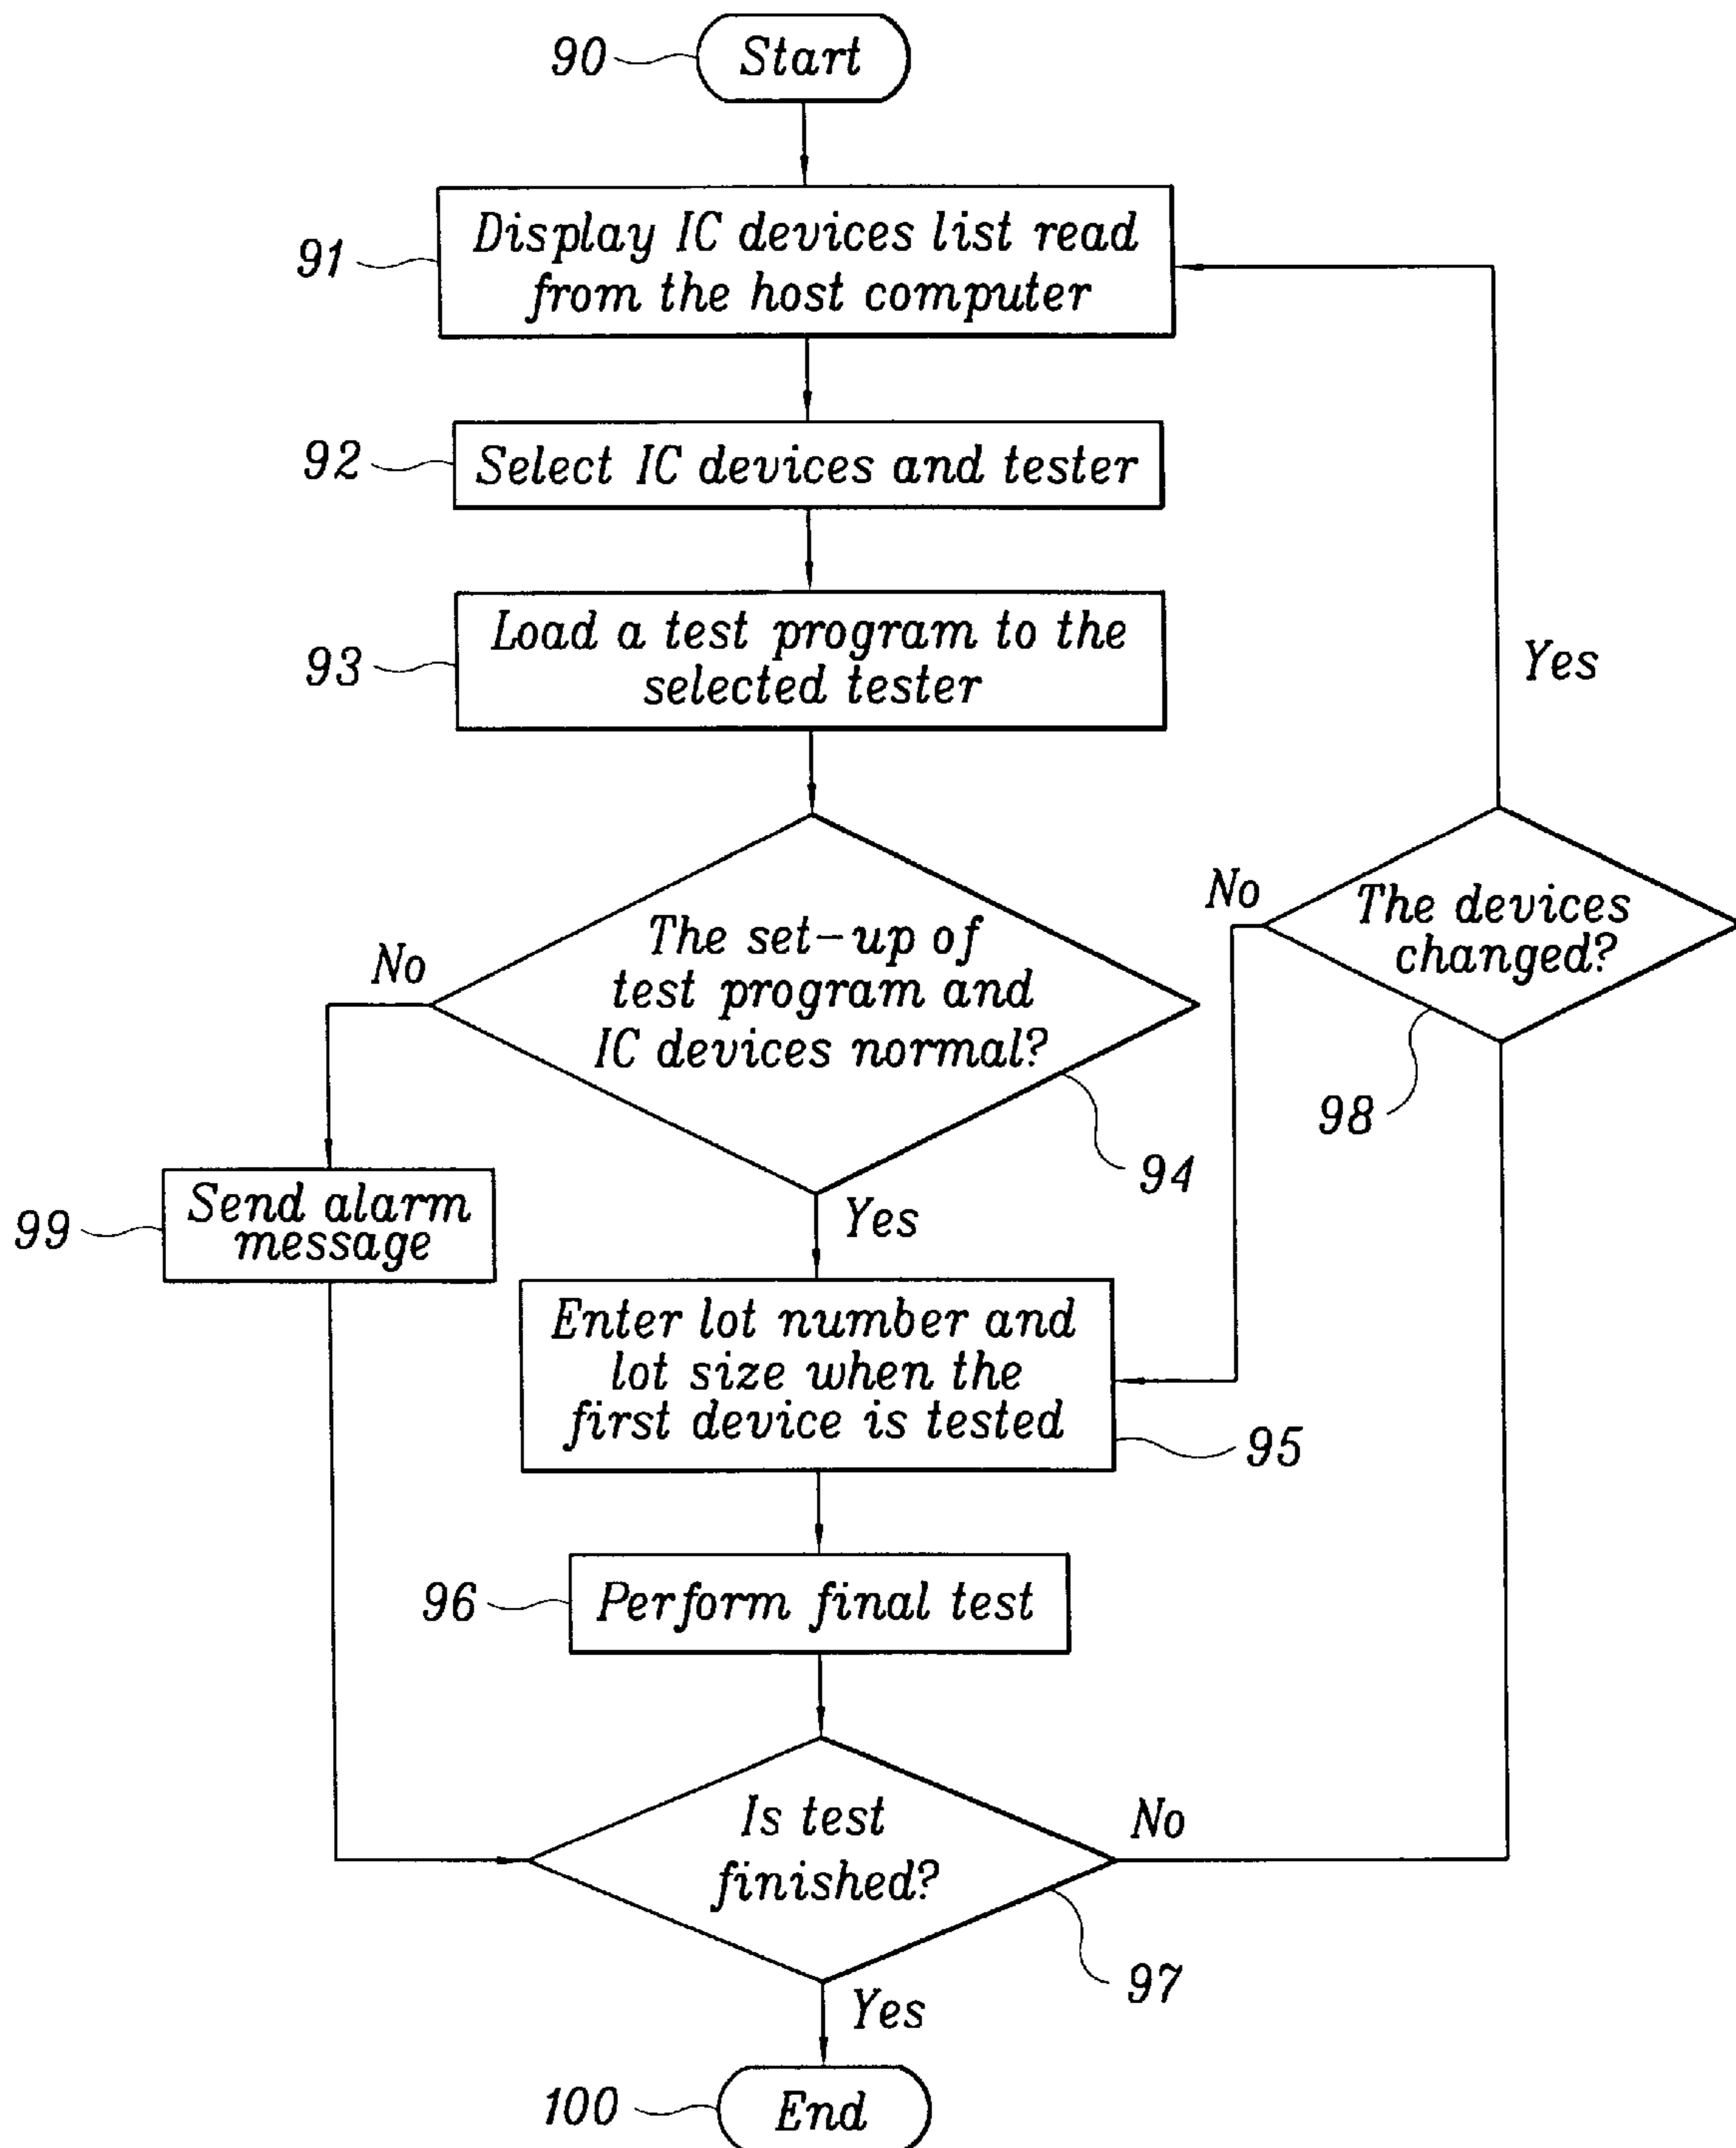 90
Start
91
Display IC devices list read
from the host computer
92
Select IC devices and tester
93
Load a test program to the
selected tester
Yes
No
The devices
changed?
98
No
The set-up of
test program and
IC devices normal?
94
Yes
99
Send alarm
message
Enter lot number and
lot size when the
first device is tested
95
96
Perform final test
Is test
finished?
No
97
Yes
100
End